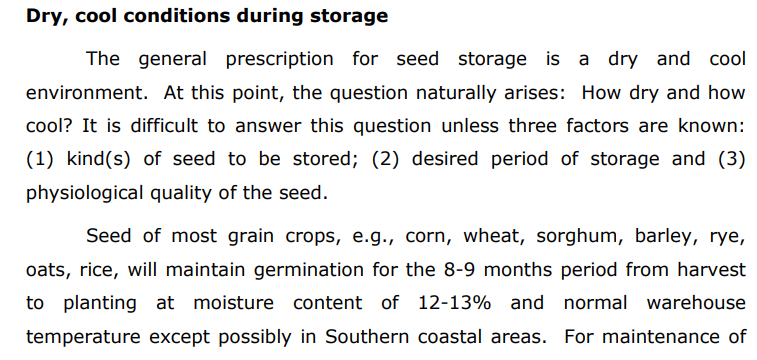 Dry, cool conditions during storage
The general prescription for seed storage is a dry and cool
environment.  At this point, the question naturally arises:  How dry and how
cool? It is difficult to answer this question unless three factors are known:
(1) kind(s) of seed to be stored; (2) desired period of storage and (3)
physiological quality of the seed.
Seed of most grain crops, e.g., corn, wheat, sorghum, barley, rye,
oats, rice, will maintain germination for the 8-9 months period from harvest
to planting at moisture content of 12-13% and normal warehouse
temperature except possibly in Southern coastal areas.  For maintenance of